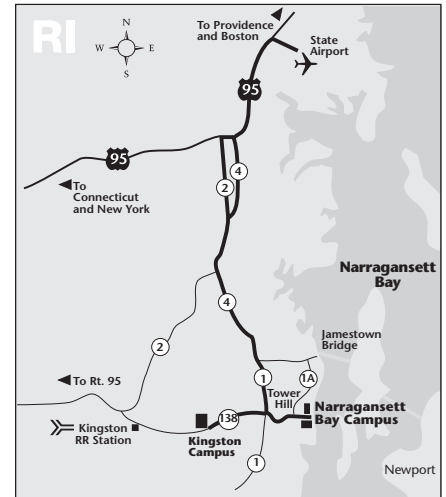 RI
N
W
E
S
To Providence
and Boston
State
Airport
95
95
4
2
To
Connecticut
and New York
Narragansett
Bay
4
2
Jamestown
Bridge
To Rt. 95
1
1A
Tower
Hill
Narragansett
Bay Campus
138
Kingston
RR Station
Kingston
Campus
1
Newport